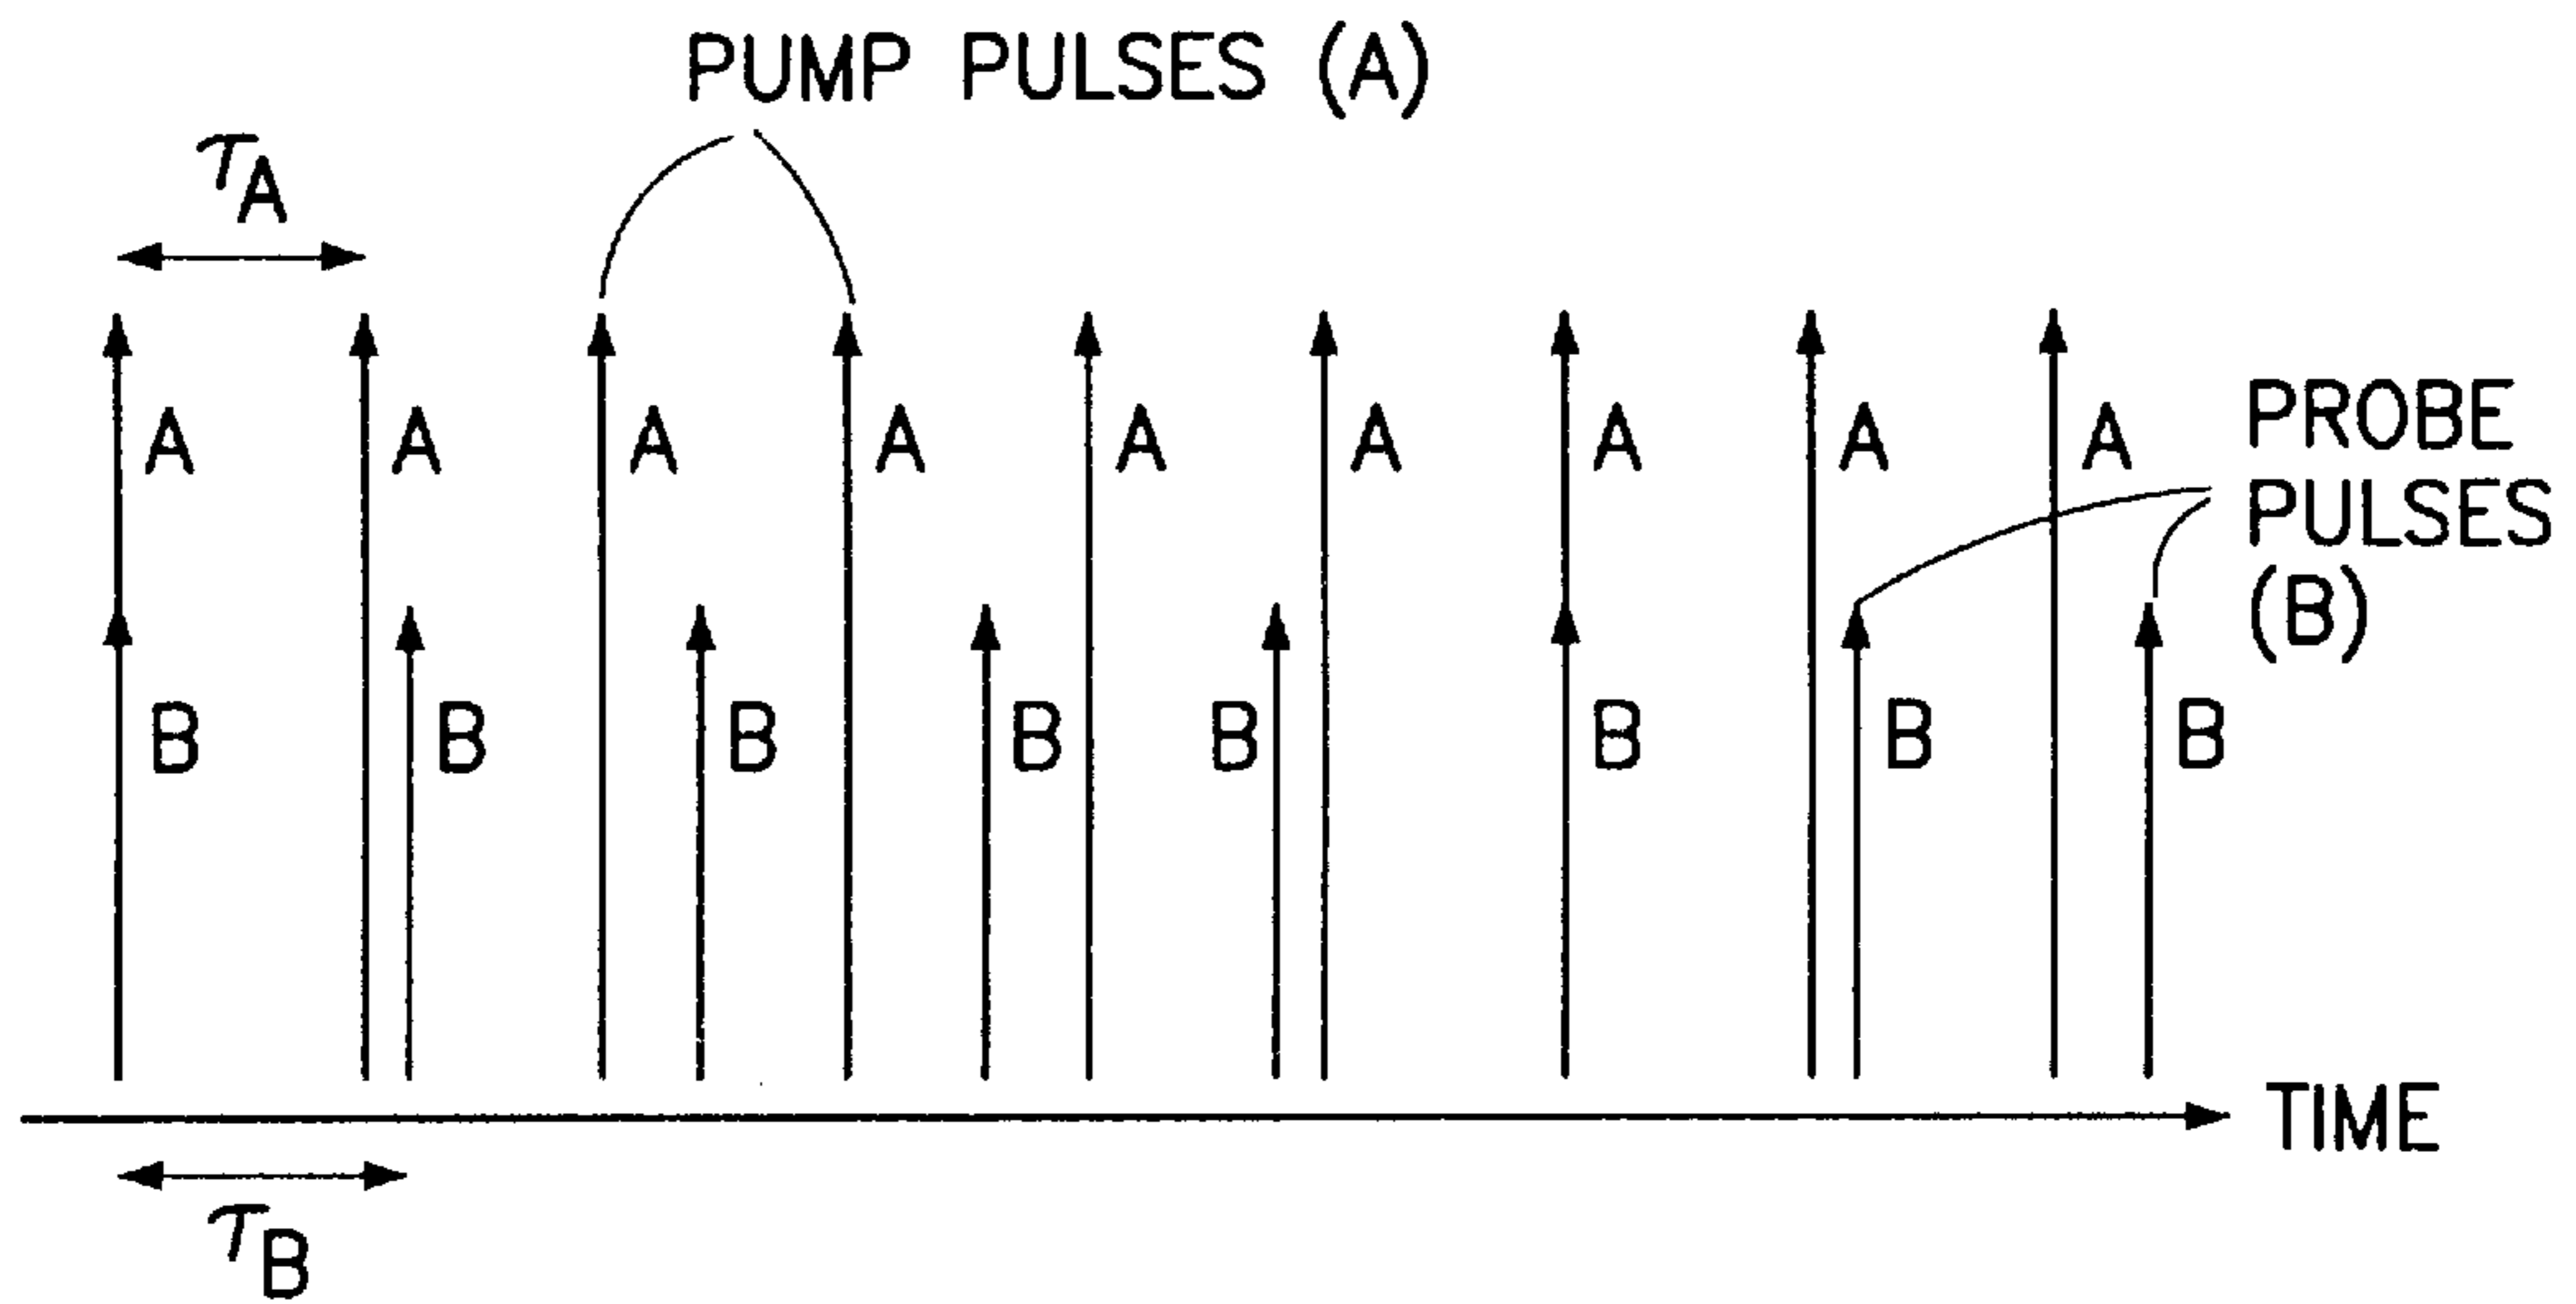 PUMP PULSES (A)
τA
A A A A A A A A A
PROBE
PULSES
(B)
B B B B B B B B
TIME
τB